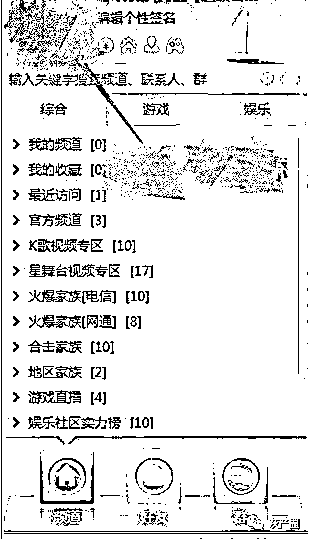 编辑个性签名
输入关键字搜索频道、联系人、群
综合 游戏 娱乐
我的频道 [0]
我的收藏 [0]
最近访问 [1]
官方频道 [3]
K歌视频专区 [10]
星舞台视频专区 [17]
火爆家族[电信] [10]
火爆家族[网通] [8]
合击家族 [10]
地区家族 [2]
游戏直播 [4]
娱乐社区实力榜 [10]
频道 好友